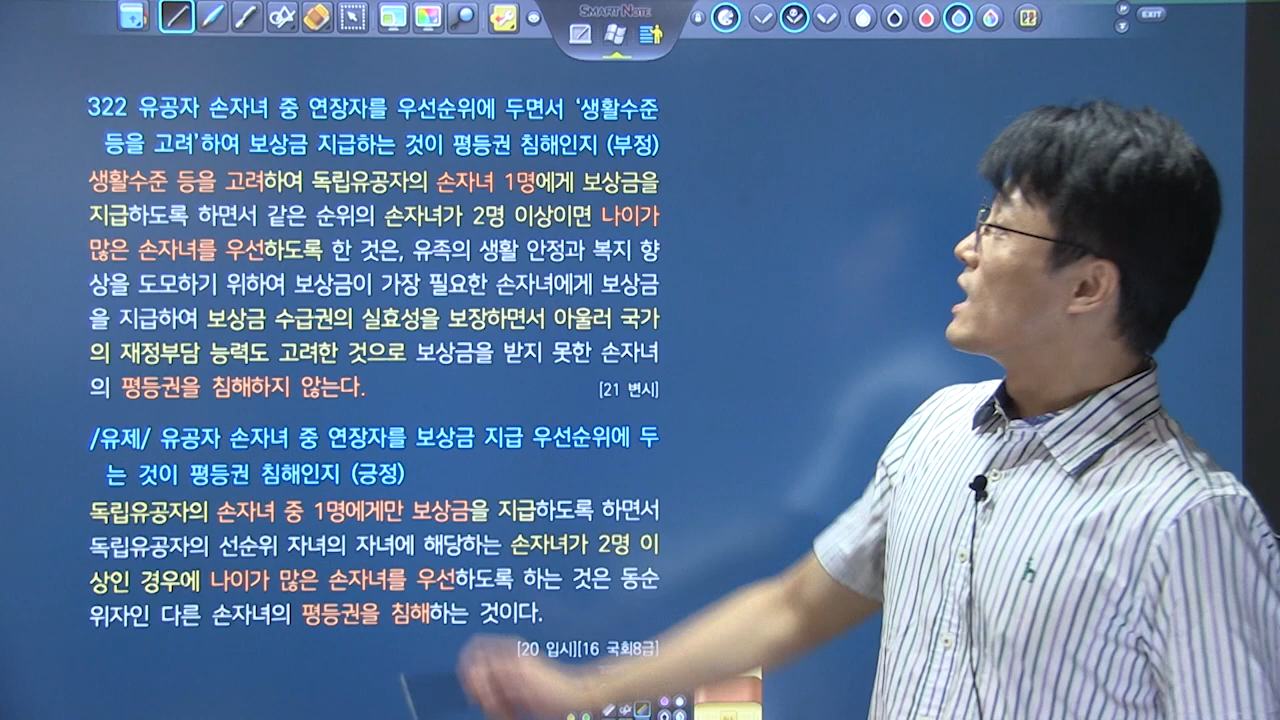 SMART NOTE
EXIT
322 유공자 손자녀 중 연장자를 우선순위에 두면서 '생활수준
등을 고려'하여 보상금 지급하는 것이 평등권 침해인지 (부정)
생활수준 등을 고려하여 독립유공자의 손자녀 1명에게 보상금을
지급하도록 하면서 같은 순위의 손자녀가 2명 이상이면 나이가
많은 손자녀를 우선하도록 한 것은, 유족의 생활 안정과 복지 향
상을 도모하기 위하여 보상금이 가장 필요한 손자녀에게 보상금
을 지급하여 보상금 수급권의 실효성을 보장하면서 아울러 국가
의 재정부담 능력도 고려한 것으로 보상금을 받지 못한 손자녀
의 평등권을 침해하지 않는다.
[21 변시]
/유제/ 유공자 손자녀 중 연장자를 보상금 지급 우선순위에 두
는 것이 평등권 침해인지 (긍정)
독립유공자의 손자녀 중 1명에게만 보상금을 지급하도록 하면서
독립유공자의 선순위 자녀의 자녀에 해당하는 손자녀가 2명 이
상인 경우에 나이가 많은 손자녀를 우선하도록 하는 것은 동순
위자인 다른 손자녀의 평등권을 침해하는 것이다.
[20 입시][16 국회8급]